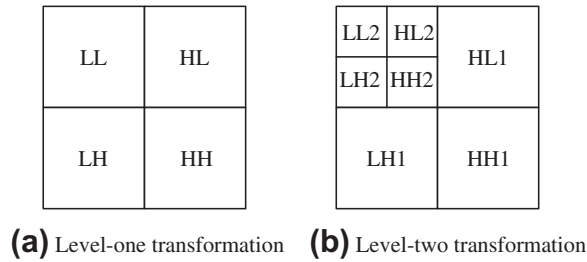 LL HL
LH HH
(a) Level-one transformation
LL2 HL2 HL1
LH2 HH2
LH1 HH1
(b) Level-two transformation